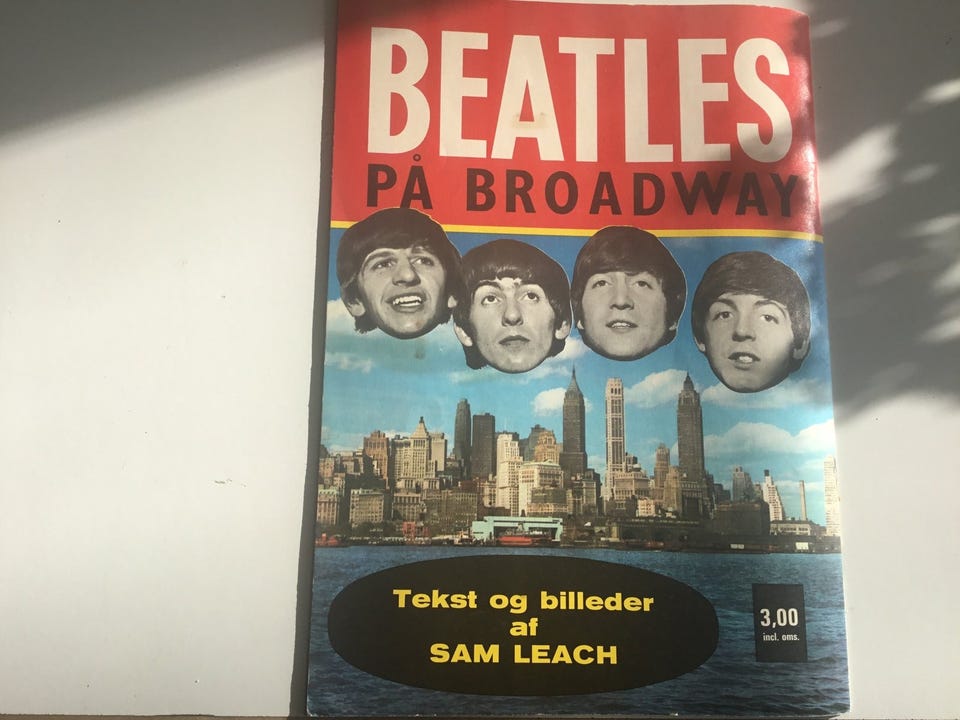 BEATLES
PÅ BROADWAY
Tekst og billeder
af
SAM LEACH
3,00
incl. oms.